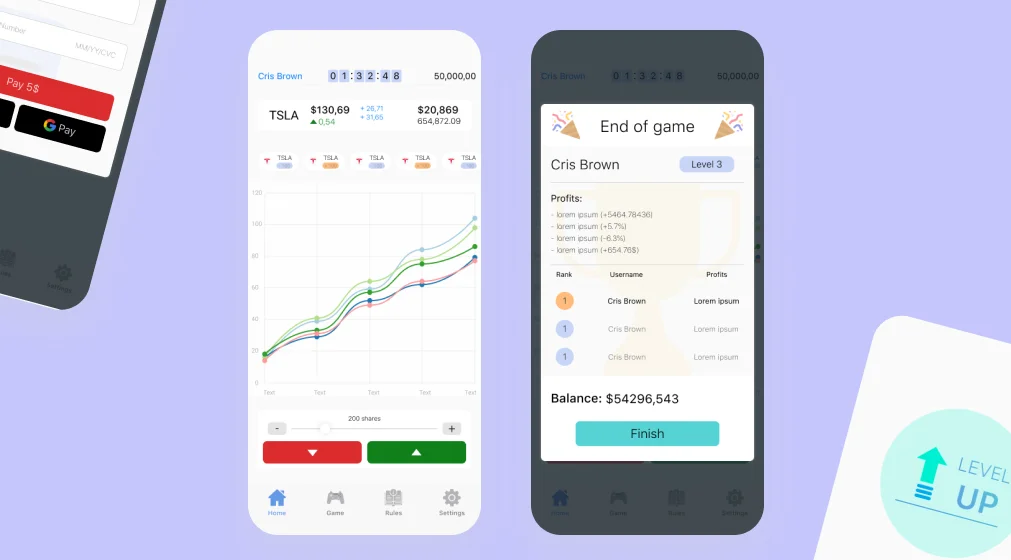 Number
MM/YY/CVC
Pay 5$
G Pay
Settings
Cris Brown 01:32:48 50,000,00
TSLA $130,69 + 26,71 $20,869
0,54 + 31,65 654,872.09
TSLA TSLA TSLA TSLA TSLA
120
100
80
60
40
20
0
Text Text Text Text Text
200 shares
- +
Home Game Rules Settings
Cris Brown 01:32:48 50,000,00
End of game
Cris Brown Level 3
Profits:
- lorem ipsum (+5464.78436)
- lorem ipsum (+5.7%)
- lorem ipsum (-6.3%)
- lorem ipsum (+654.76$)
Rank Username Profits
1 Cris Brown Lorem ipsum
1 Cris Brown Lorem ipsum
1 Cris Brown Lorem ipsum
Balance: $54296,543
Finish
Home Game Rules Settings
LEVEL
UP